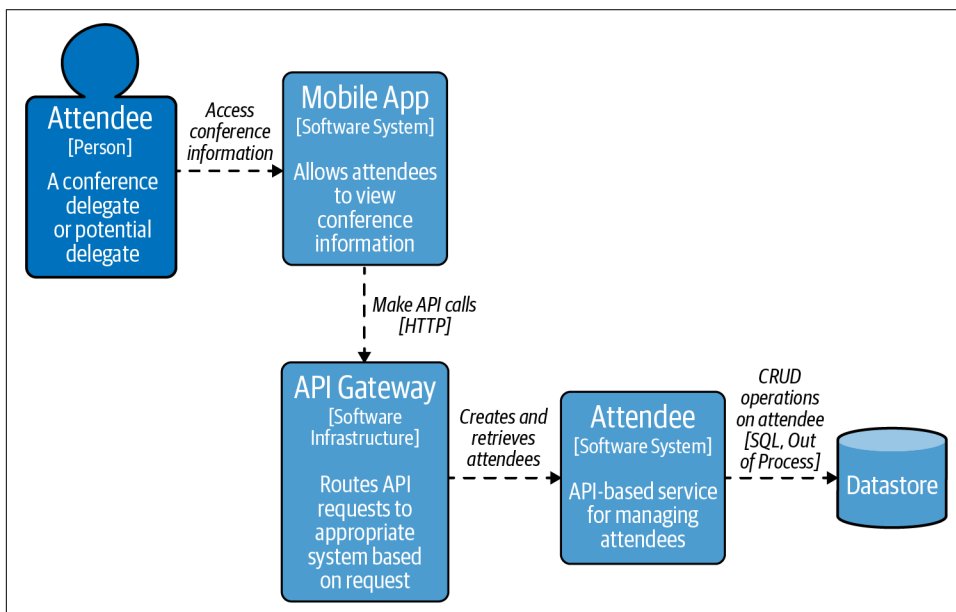 Attendee
[Person]
A conference
delegate
or potential
delegate
Access
conference
information
Mobile App
[Software System]
Allows attendees
to view
conference
information
Make API calls
[HTTP]
API Gateway
[Software
Infrastructure]
Routes API
requests to
appropriate
system based
on request
Creates and
retrieves
attendees
Attendee
[Software System]
API-based service
for managing
attendees
CRUD
operations
on attendee
[SQL, Out
of Process]
Datastore